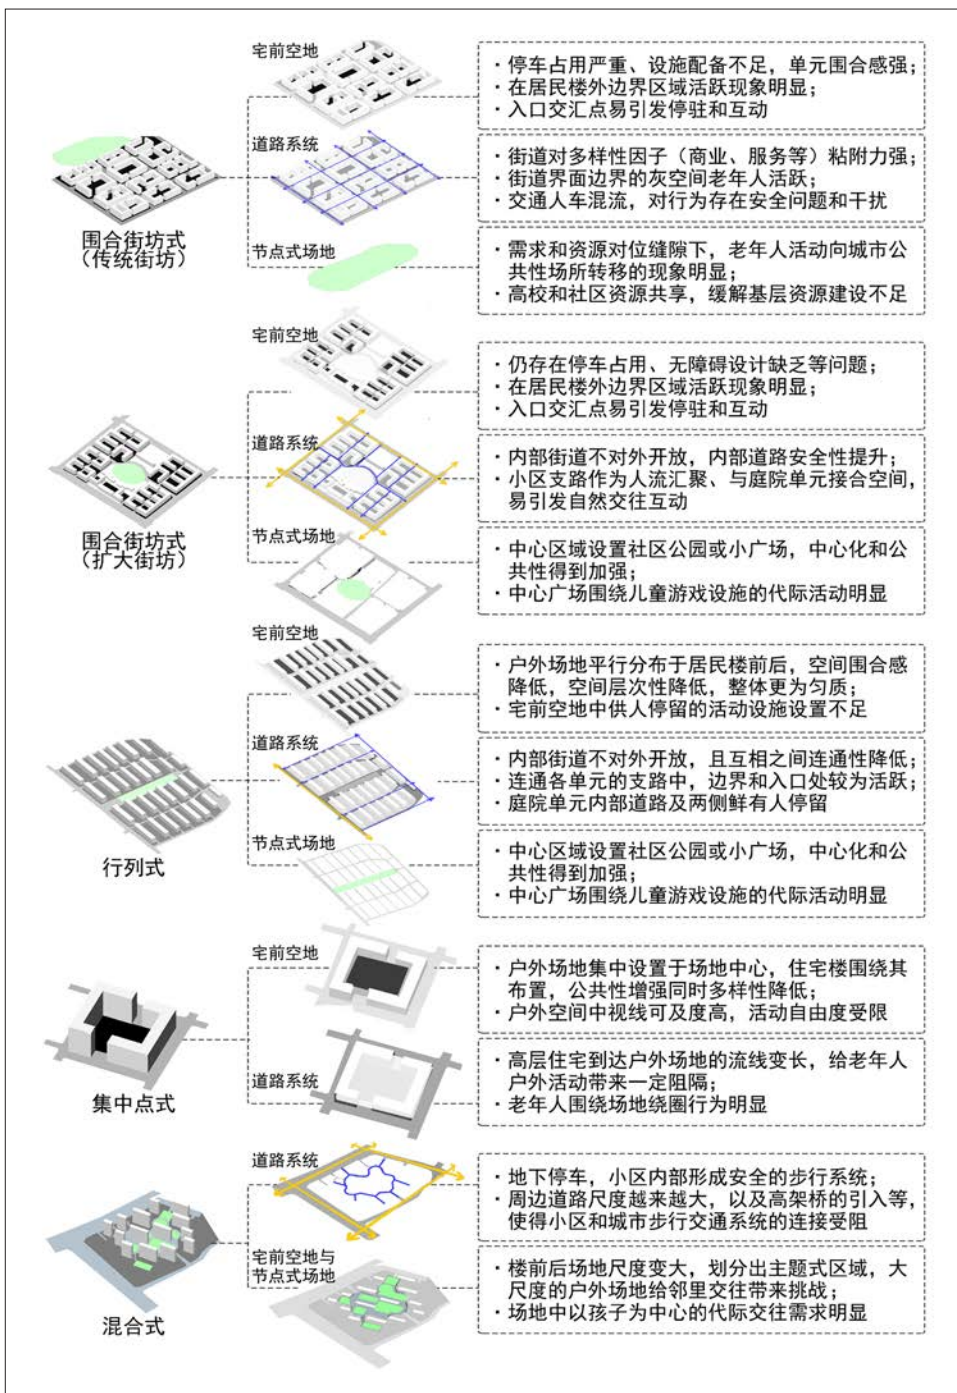 宅前空地
· 停车占用严重、设施配备不足，单元围合感强；
· 在居民楼外边界区域活跃现象明显；
· 入口交汇点易引发停驻和互动
道路系统
· 街道对多样性因子（商业、服务等）粘附力强；
· 街道界面边界的灰空间老年人活跃；
· 交通人车混流，对行为存在安全问题和干扰
围合街坊式
（传统街坊）
节点式场地
· 需求和资源对位缝隙下，老年人活动向城市公
共性场所转移的现象明显；
· 高校和社区资源共享，缓解基层资源建设不足
宅前空地
· 仍存在停车占用、无障碍设计缺乏等问题；
· 在居民楼外边界区域活跃现象明显；
· 入口交汇点易引发停驻和互动
道路系统
· 内部街道不对外开放，内部道路安全性提升；
· 小区支路作为人流汇聚、与庭院单元接合空间，
易引发自然交往互动
围合街坊式
（扩大街坊）
节点式场地
· 中心区域设置社区公园或小广场，中心化和公
共性得到加强；
· 中心广场围绕儿童游戏设施的代际活动明显
宅前空地
· 户外场地平行分布于居民楼前后，空间围合感
降低，空间层次性降低，整体更为匀质；
· 宅前空地中供人停留的活动设施设置不足
道路系统
· 内部街道不对外开放，且互相之间连通性降低；
· 连通各单元的支路中，边界和入口处较为活跃；
· 庭院单元内部道路及两侧鲜有人停留
行列式
节点式场地
· 中心区域设置社区公园或小广场，中心化和公
共性得到加强；
· 中心广场围绕儿童游戏设施的代际活动明显
宅前空地
· 户外场地集中设置于场地中心，住宅楼围绕其
布置，公共性增强同时多样性降低；
· 户外空间中视线可及度高，活动自由度受限
集中点式
道路系统
· 高层住宅到达户外场地的流线变长，给老年人
户外活动带来一定阻隔；
· 老年人围绕场地绕圈行为明显
道路系统
· 地下停车，小区内部形成安全的步行系统；
· 周边道路尺度越来越大，以及高架桥的引入等，
使得小区和城市步行交通系统的连接受阻
混合式
宅前空地与
节点式场地
· 楼前后场地尺度变大，划分出主题式区域，大
尺度的户外场地给邻里交往带来挑战；
· 场地中以孩子为中心的代际交往需求明显